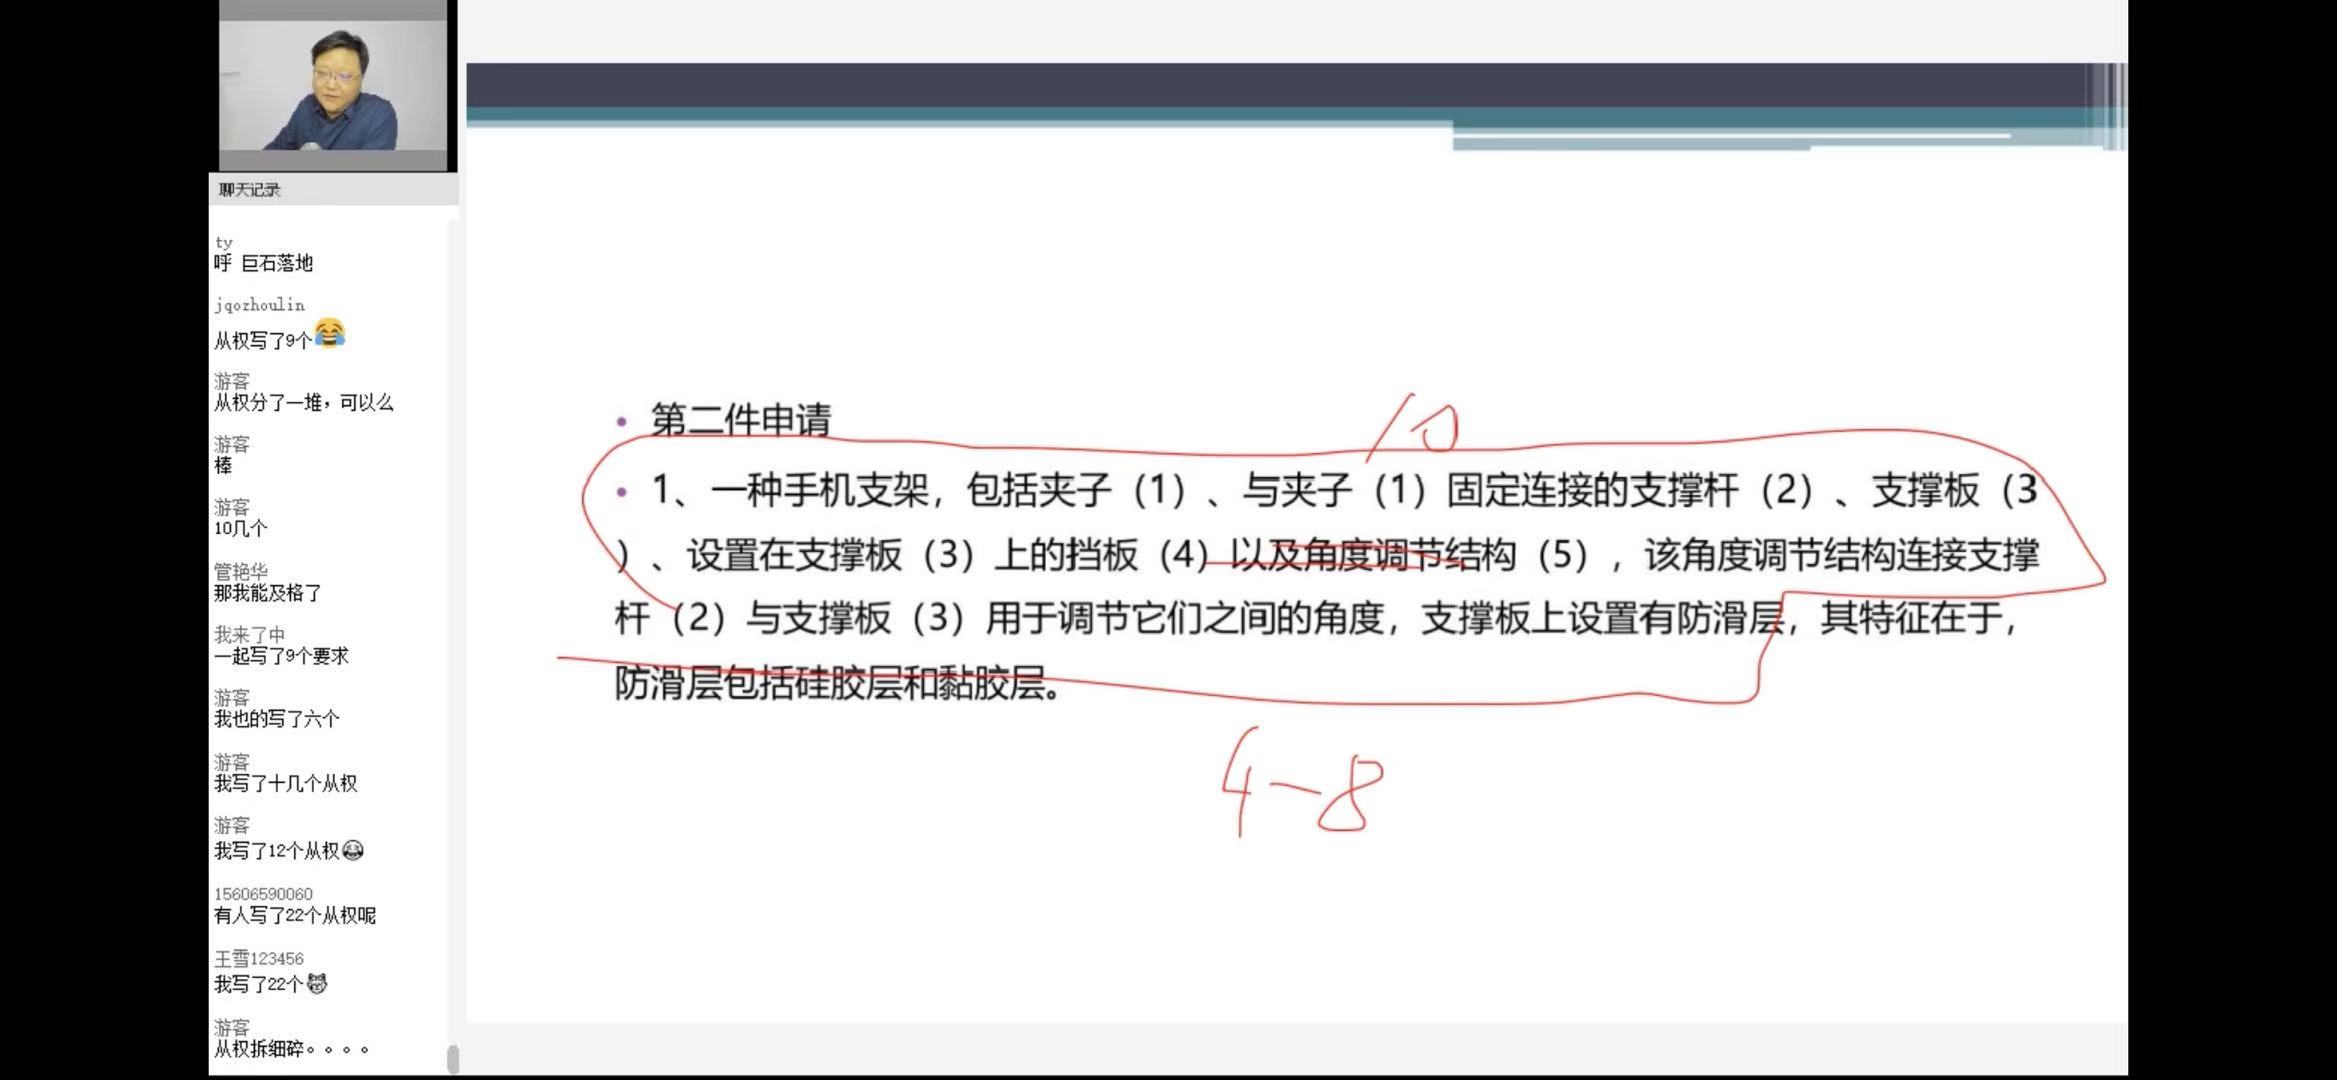 聊天记录
ty
呼 巨石落地
jqozhoulin
从权写了9个😂
游客
从权分了一堆，可以么
游客
棒
游客
10几个
管艳华
那我能及格了
我来了中
一起写了9个要求
游客
我也的写了六个
游客
我写了十几个从权
游客
我写了12个从权
15606590060
有人写了22个从权呢
王雪123456
我写了22个
游客
从权拆细碎。。。。
• 第二件申请
10
• 1、一种手机支架，包括夹子（1）、与夹子（1）固定连接的支撑杆（2）、支撑板（3
）、设置在支撑板（3）上的挡板（4）以及角度调节结构（5），该角度调节结构连接支撑
杆（2）与支撑板（3）用于调节它们之间的角度，支撑板上设置有防滑层，其特征在于，
防滑层包括硅胶层和黏胶层。
4-8